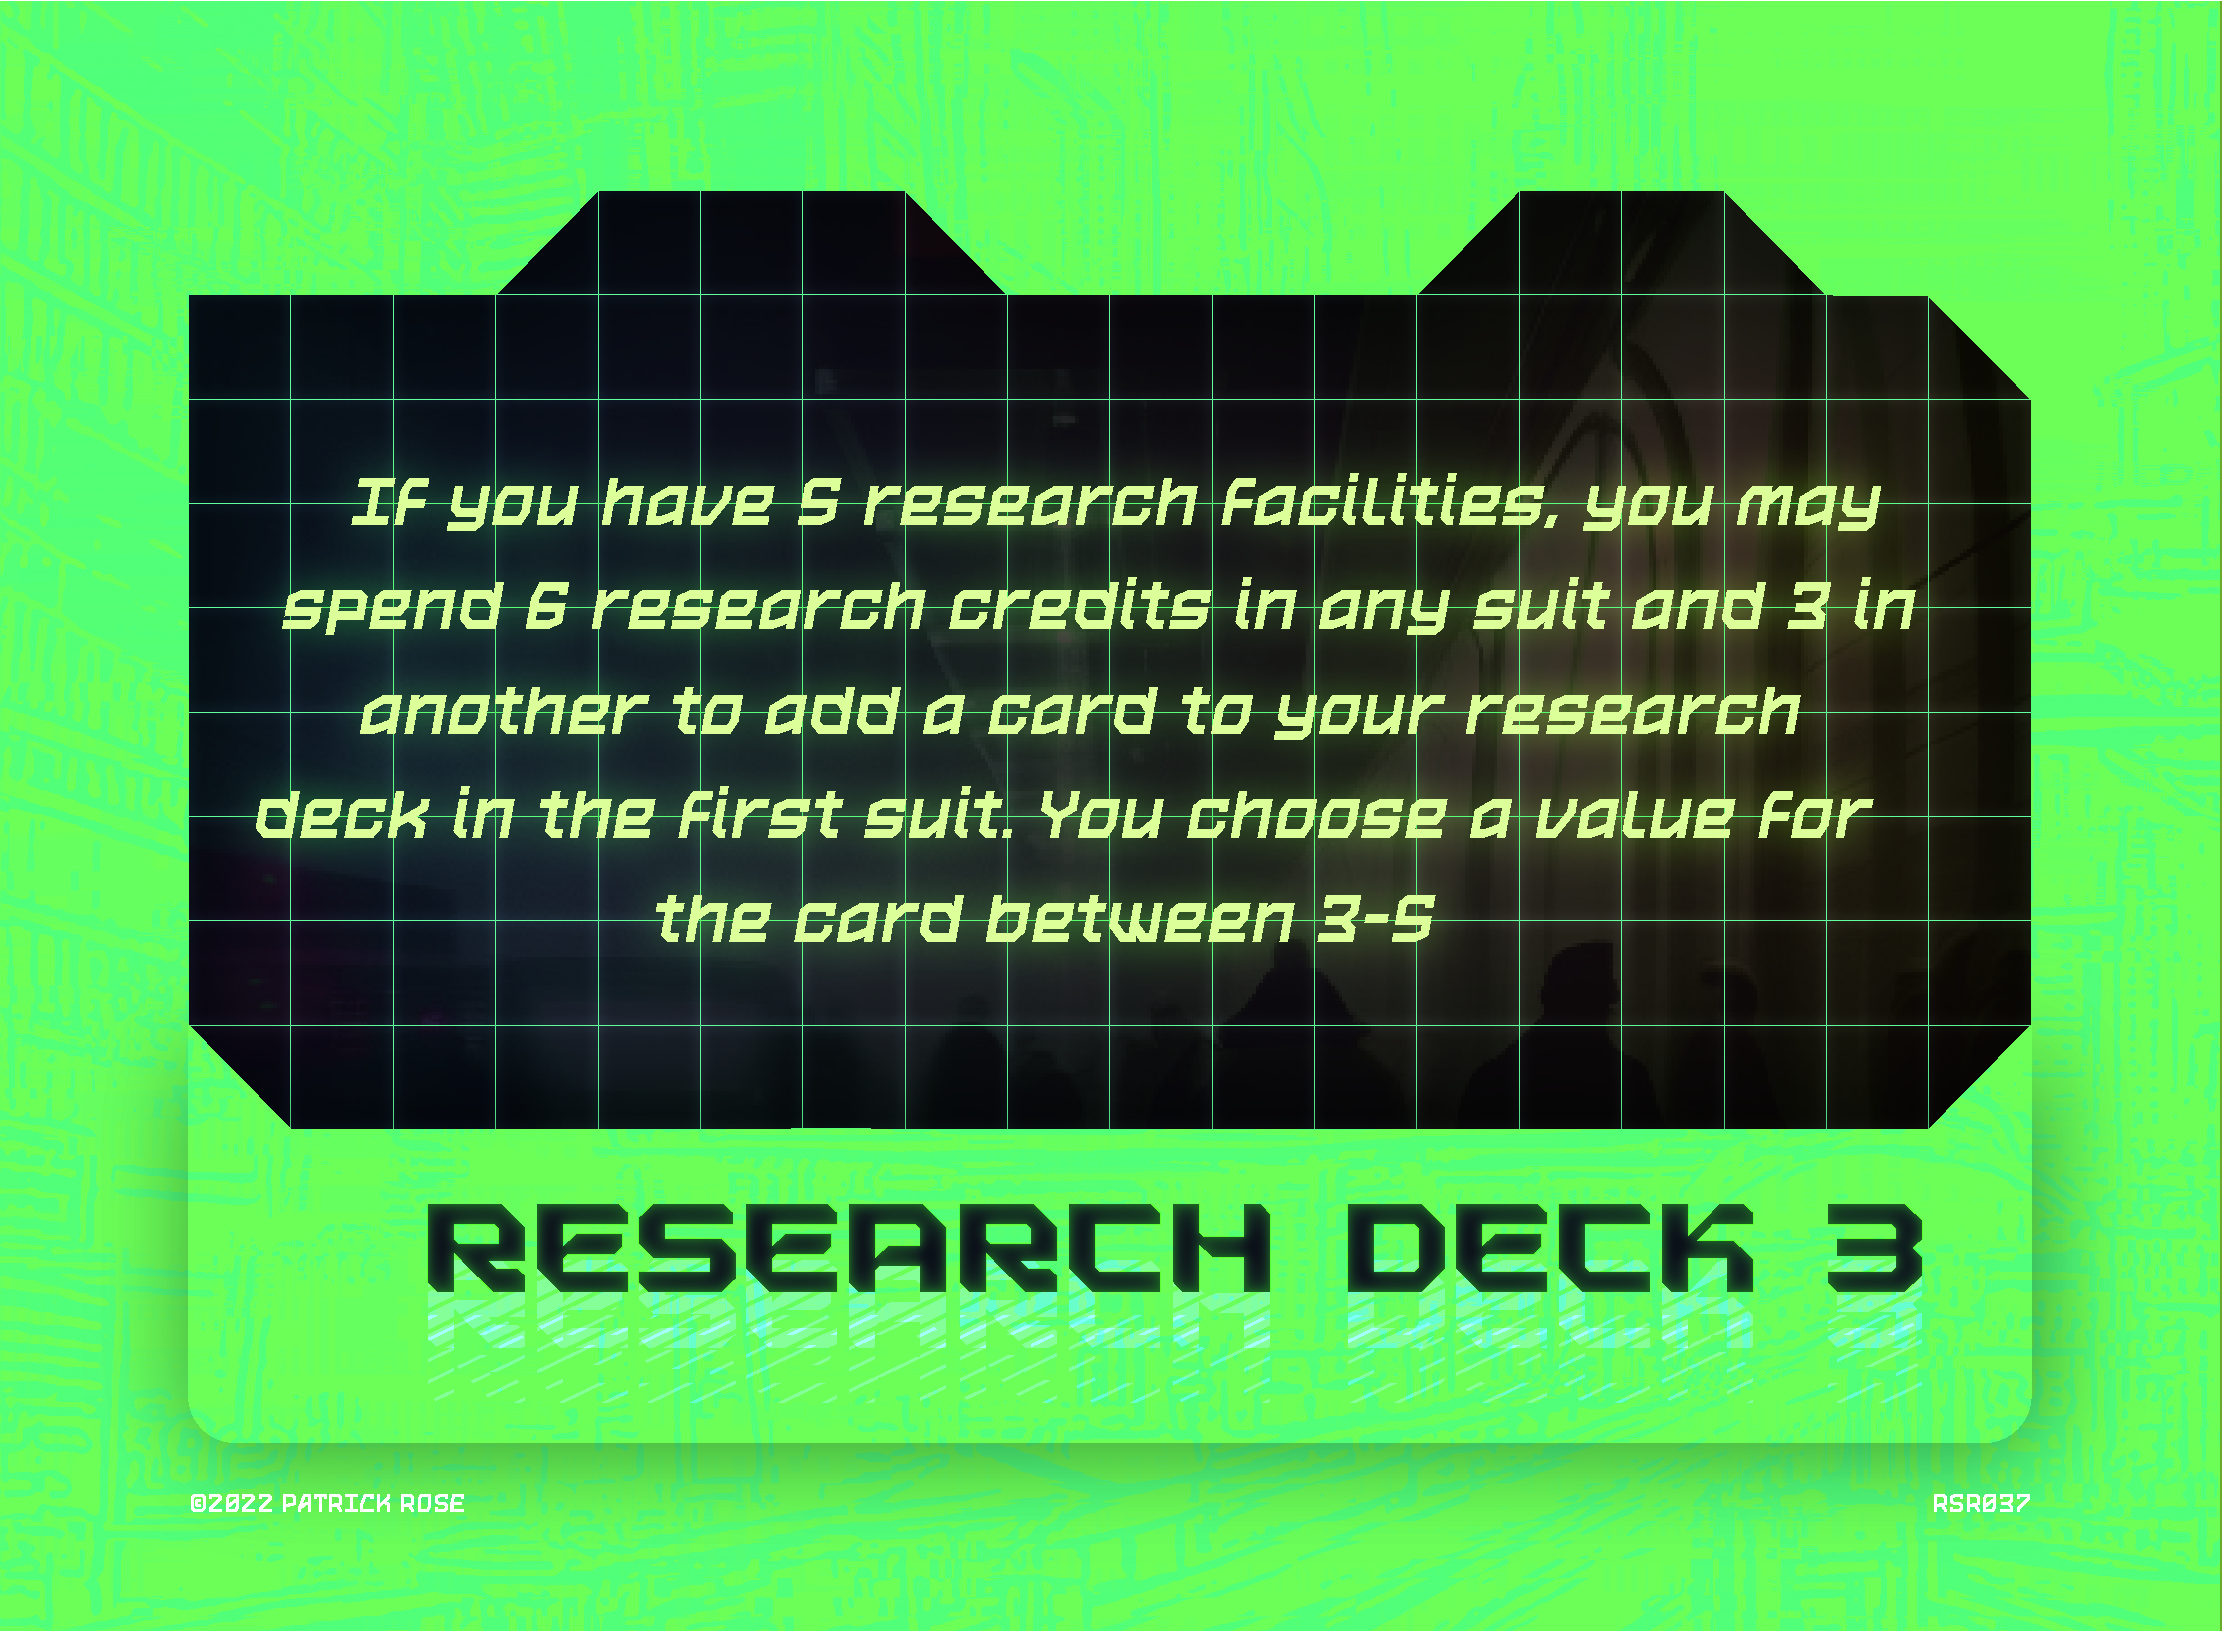 If you have 5 research facilities, you may
spend 6 research credits in any suit and 3 in
another to add a card to your research
deck in the first suit. You choose a value for
the card between 3-5
RESEARCH DECK 3
©2022 PATRICK ROSE
RSR037